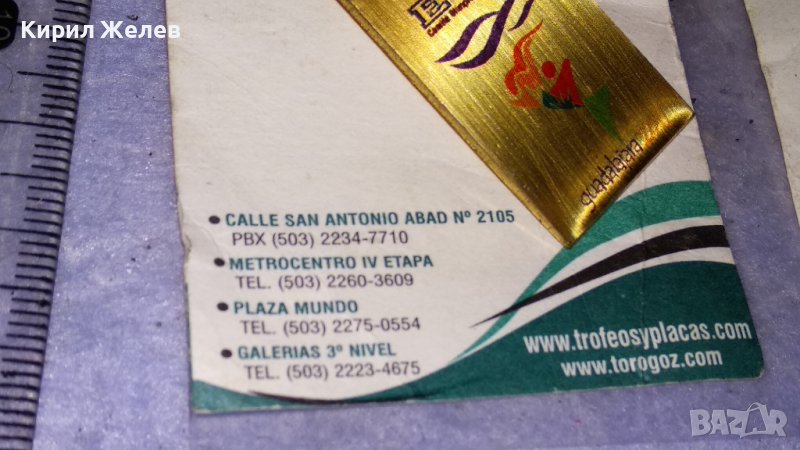 Кирил Желев
guadalajara
• CALLE SAN ANTONIO ABAD Nº 2105
PBX (503) 2234-7710
• METROCENTRO IV ETAPA
TEL. (503) 2260-3609
• PLAZA MUNDO
TEL. (503) 2275-0554
• GALERIAS 3º NIVEL
TEL. (503) 2223-4675
www.trofeosyplacas.com
www.torogoz.com
BAZAR